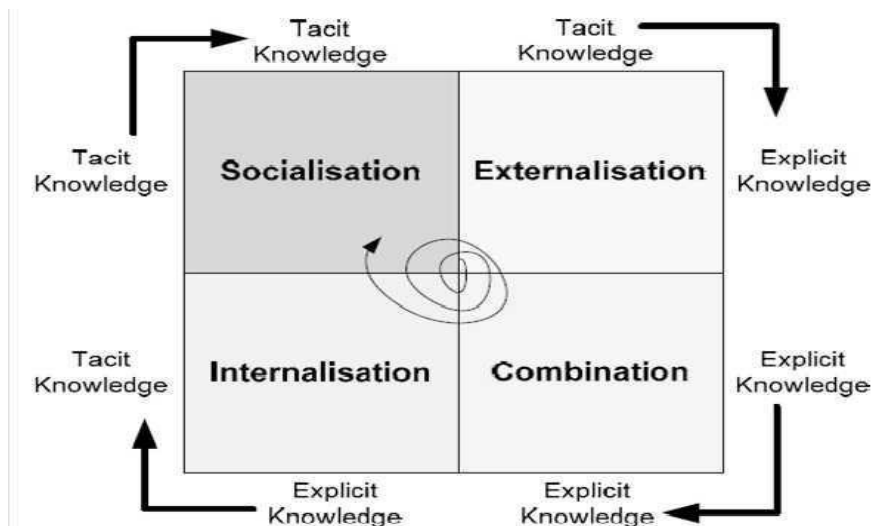 Tacit
Knowledge
Tacit
Knowledge
Tacit
Knowledge
Socialisation
Externalisation
Explicit
Knowledge
Tacit
Knowledge
Internalisation
Combination
Explicit
Knowledge
Explicit
Knowledge
Explicit
Knowledge